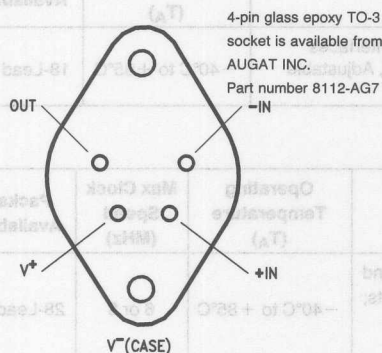 4-pin glass epoxy TO-3
socket is available from
AUGAT INC.
Part number 8112-AG7
OUT
-IN
V+
+IN
V- (CASE)